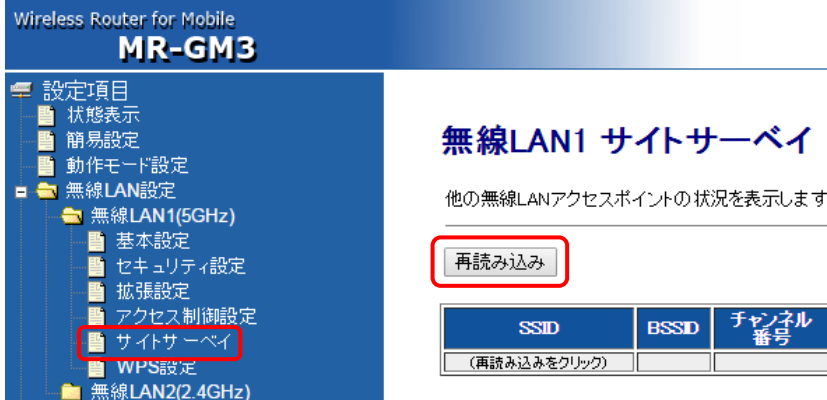 Wireless Router for Mobile
MR-GM3
設定項目
状態表示
簡易設定
動作モード設定
無線LAN設定
無線LAN1(5GHz)
基本設定
セキュリティ設定
拡張設定
アクセス制御設定
サイトサーベイ
WPS設定
無線LAN2(2.4GHz)
無線LAN1 サイトサーベイ
他の無線LANアクセスポイントの状況を表示します
再読み込み
SSID BSSID チャンネル番号
(再読み込みをクリック)